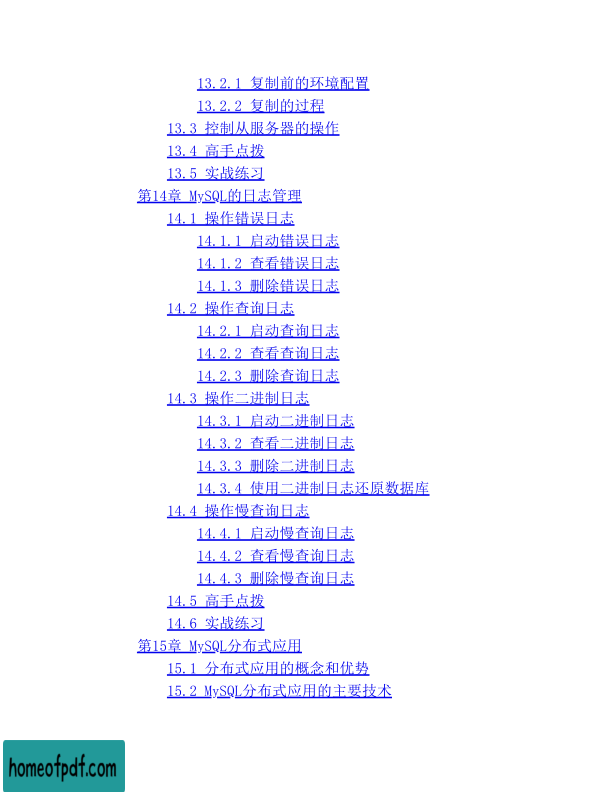 13.2.1 复制前的环境配置
13.2.2 复制的过程
13.3 控制从服务器的操作
13.4 高手点拨
13.5 实战练习
第14章 MySQL的日志管理
14.1 操作错误日志
14.1.1 启动错误日志
14.1.2 查看错误日志
14.1.3 删除错误日志
14.2 操作查询日志
14.2.1 启动查询日志
14.2.2 查看查询日志
14.2.3 删除查询日志
14.3 操作二进制日志
14.3.1 启动二进制日志
14.3.2 查看二进制日志
14.3.3 删除二进制日志
14.3.4 使用二进制日志还原数据库
14.4 操作慢查询日志
14.4.1 启动慢查询日志
14.4.2 查看慢查询日志
14.4.3 删除慢查询日志
14.5 高手点拨
14.6 实战练习
第15章 MySQL分布式应用
15.1 分布式应用的概念和优势
15.2 MySQL分布式应用的主要技术
homeofpdf.com